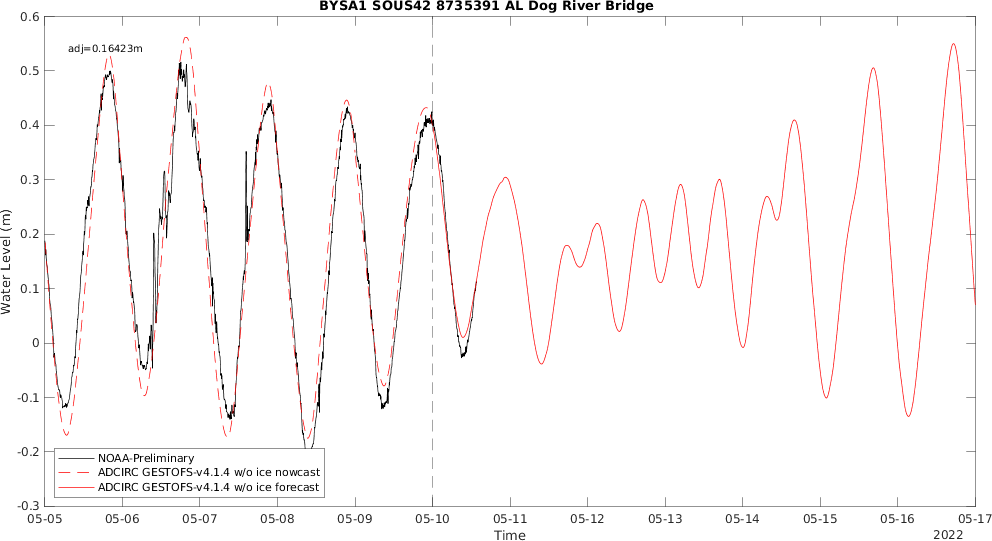 BYSA1 SOUS42 8735391 AL Dog River Bridge
adj=0.16423m
0.6
0.5
0.4
0.3
0.2
0.1
0
-0.1
-0.2
-0.3
Water Level (m)
NOAA-Preliminary
ADCIRC GESTOFS-v4.1.4 w/o ice nowcast
ADCIRC GESTOFS-v4.1.4 w/o ice forecast
05-05 05-06 05-07 05-08 05-09 05-10 05-11 05-12 05-13 05-14 05-15 05-16 05-17
Time
2022